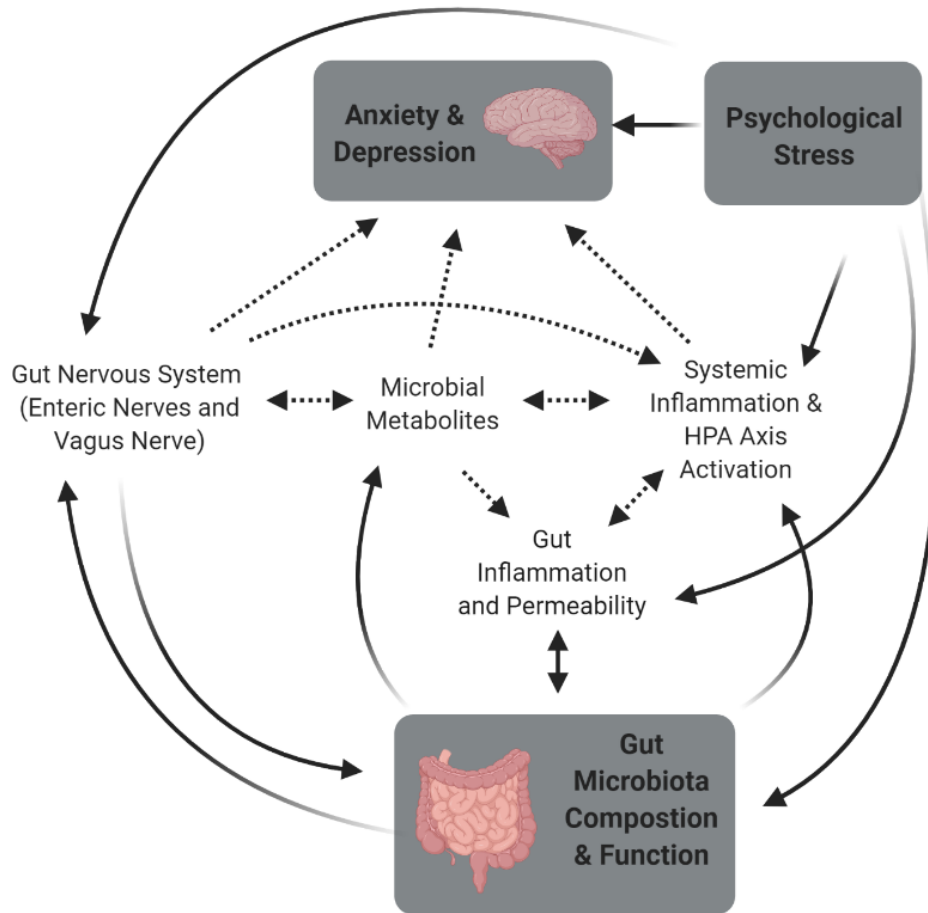 Anxiety &
Depression
Psychological
Stress
Gut Nervous System
(Enteric Nerves and
Vagus Nerve)
Microbial
Metabolites
Systemic
Inflammation &
HPA Axis
Activation
Gut
Inflammation
and Permeability
Gut
Microbiota
Compostion
& Function